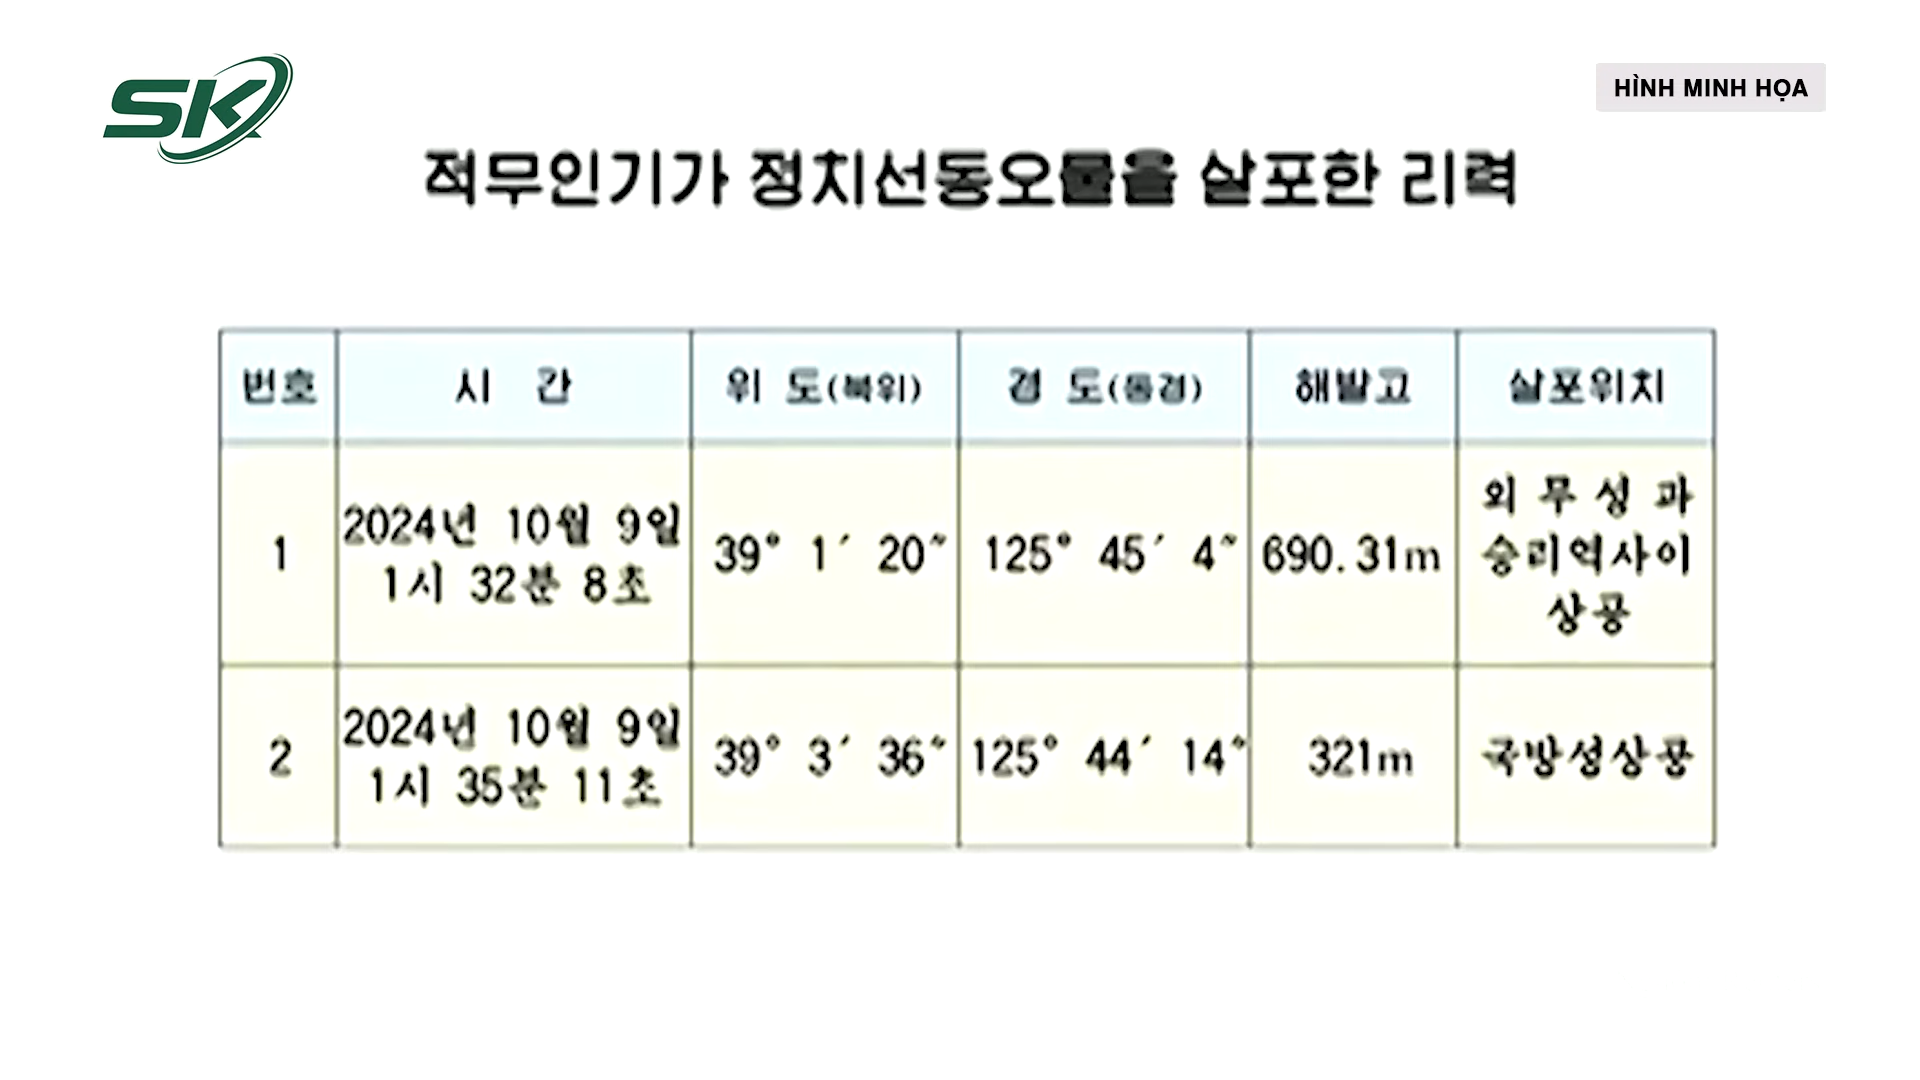 SK
HÌNH MINH HỌA
적무인기가 정치선동오물을 살포한 리력
번호 시 간 위 도(북위) 경 도(동경) 해발고 살포위치
1
2024년 10월 9일
1시 32분 8초
39° 1′ 20″
125° 45′ 4″
690.31m
외 무 성 과
승리역사이
상공
2
2024년 10월 9일
1시 35분 11초
39° 3′ 36″
125° 44′ 14″
321m
국방성상공